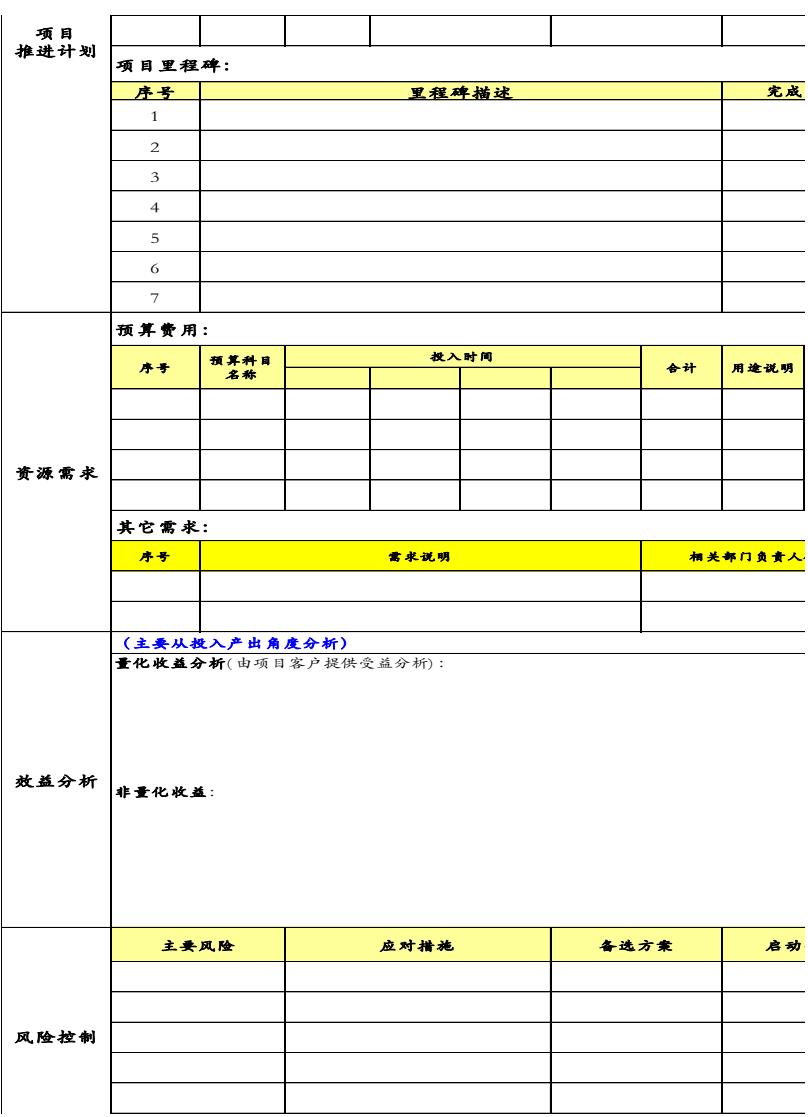 项目
推进计划
项目里程碑：
序号 里程碑描述 完成
1
2
3
4
5
6
7
资源需求
预算费用：
序号 预算科目 投入时间 合计 用途说明
名称
其它需求：
序号 需求说明 相关部门负责人
效益分析
（主要从投入产出角度分析）
量化收益分析(由项目客户提供受益分析)：
非量化收益：
风险控制
主要风险 应对措施 备选方案 启动